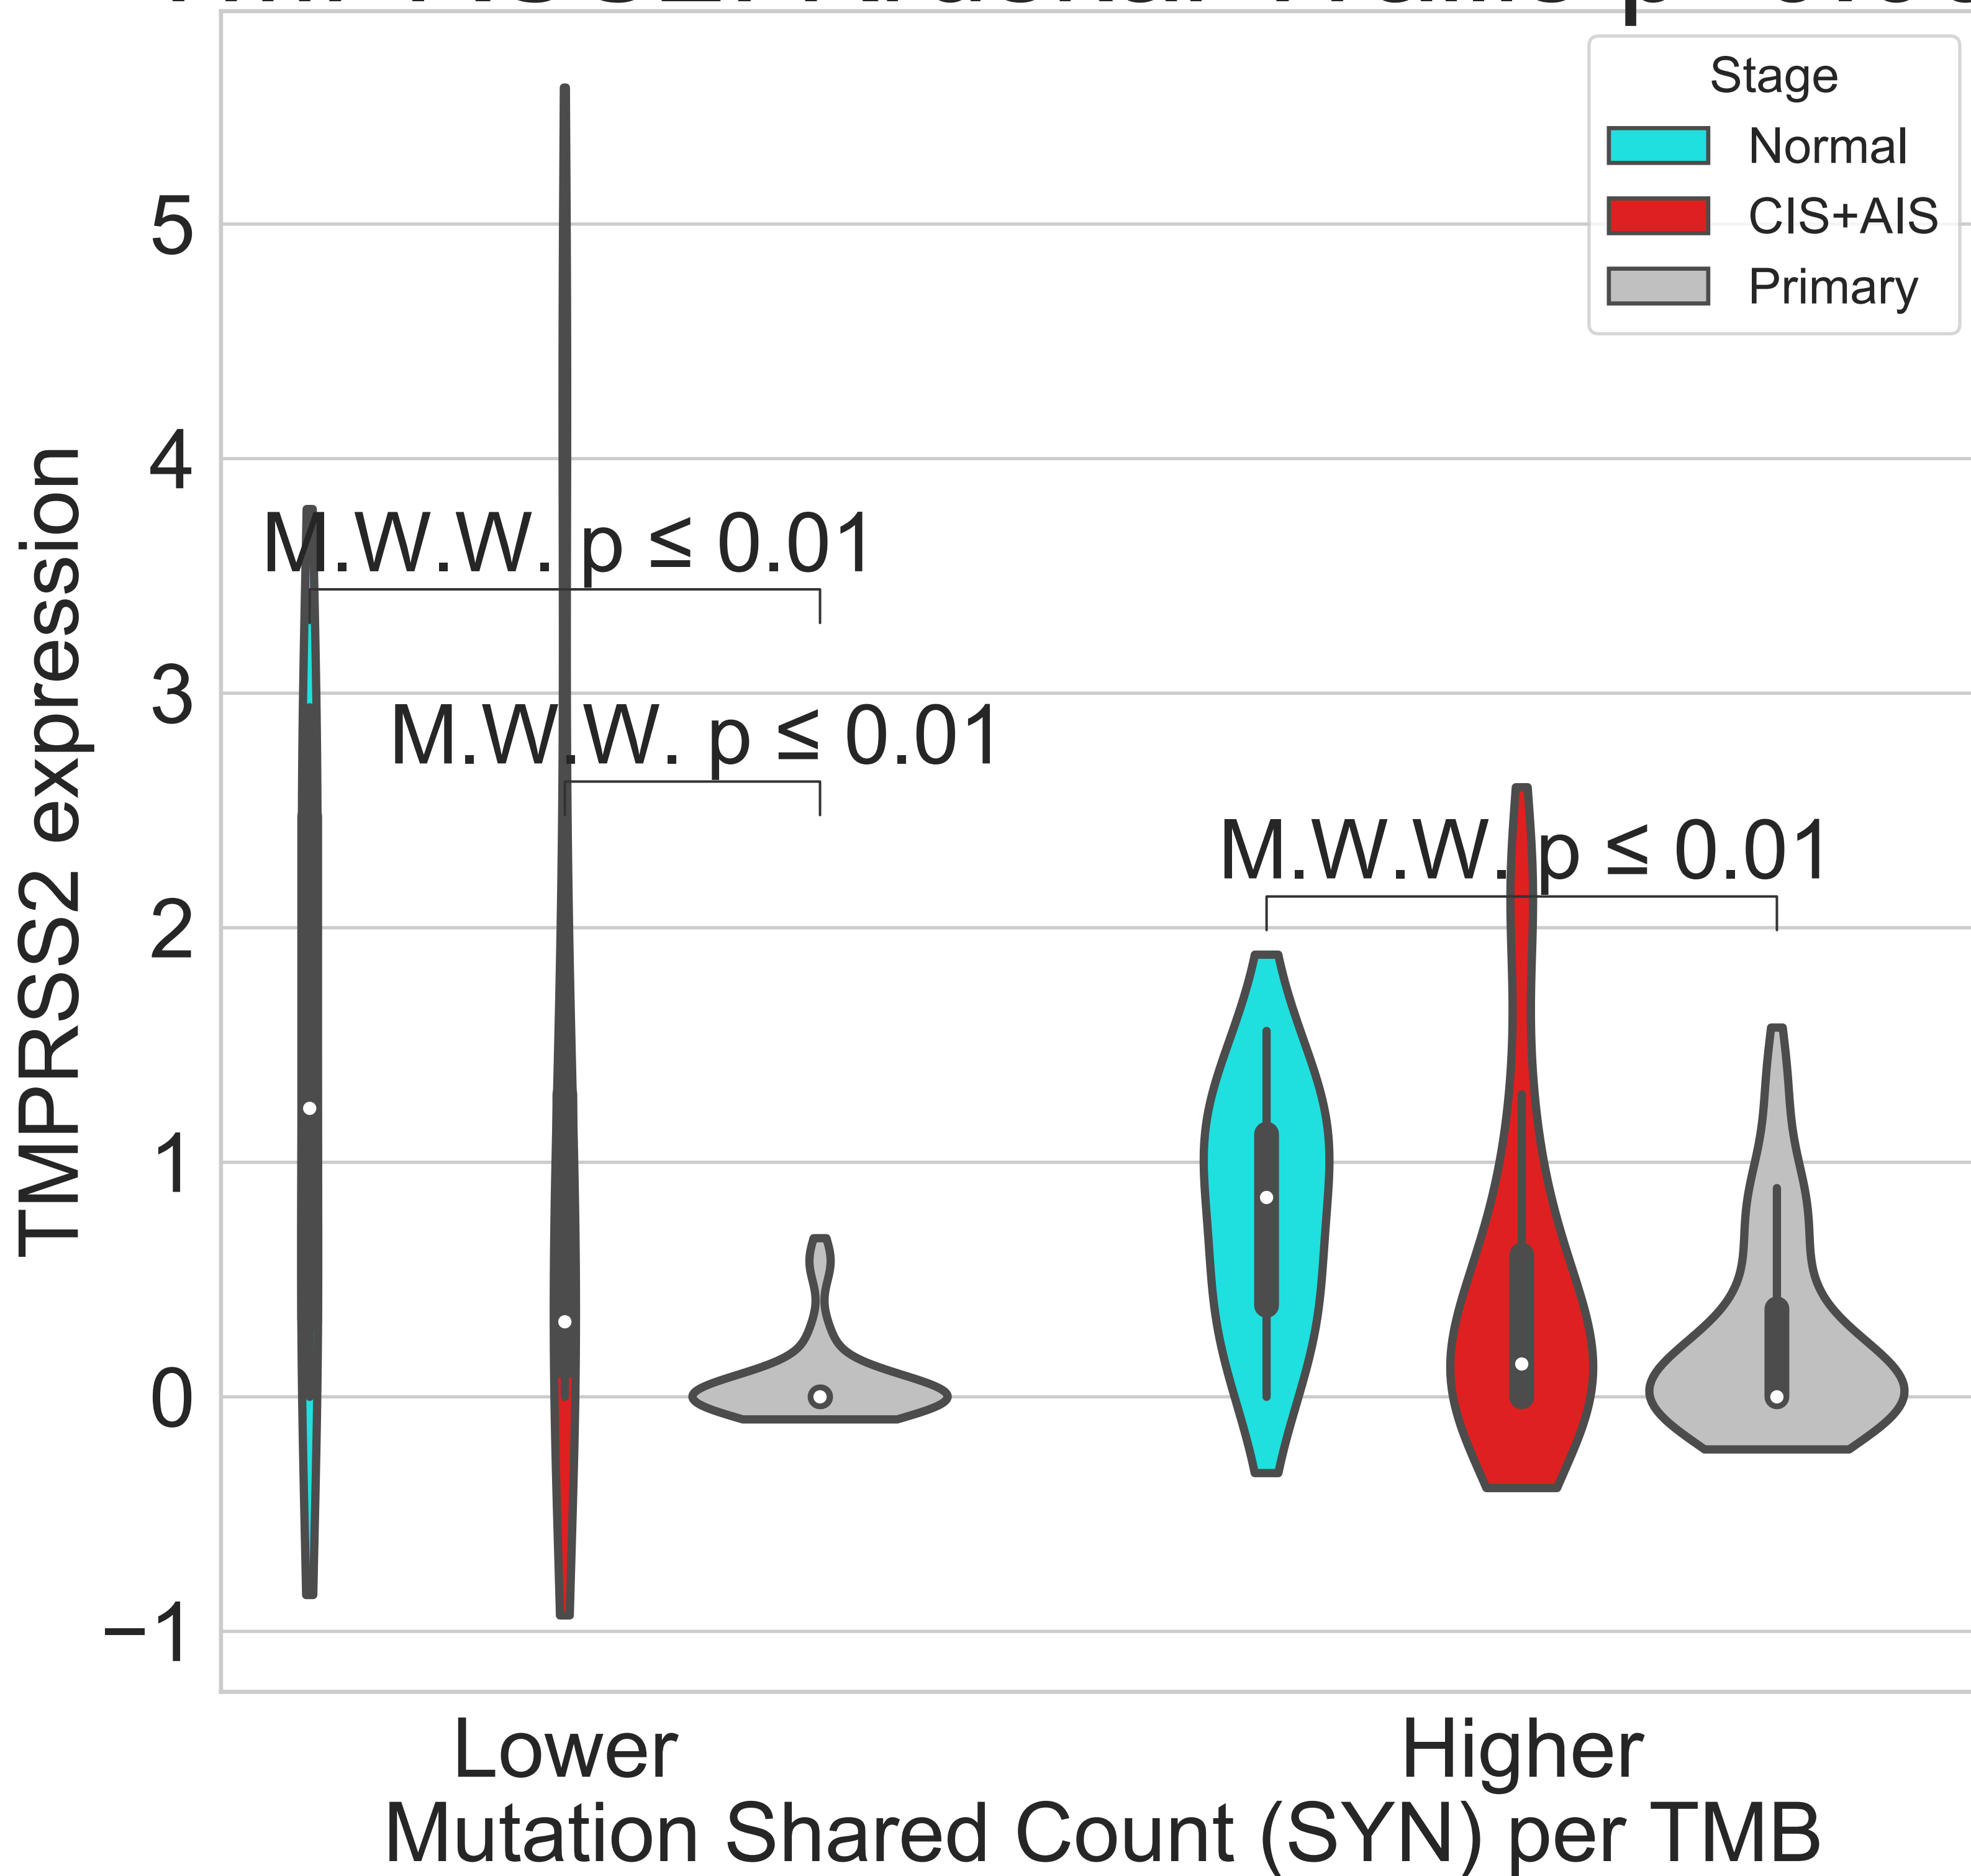 Stage
Normal
CIS+AIS
Primary
5
4
3
2
1
0
−1
TMPRSS2 expression
M.W.W. p ≤ 0.01
M.W.W. p ≤ 0.01
M.W.W. p ≤ 0.01
Lower
Higher
Mutation Shared Count (SYN) per TMB